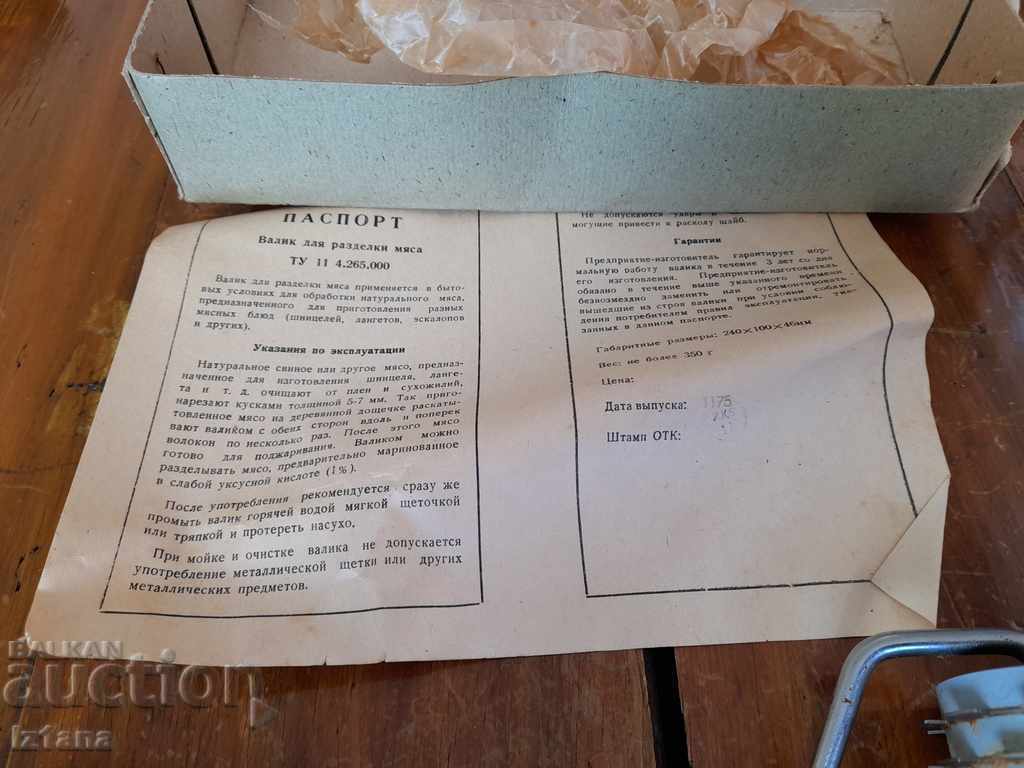 ПАСПОРТ
Валик для разделки мяса
ТУ 11 4.265.000
Валик для разделки мяса применяется в быто-
вых условиях для обработки натурального мяса,
предназначенного для приготовления разных
мясных блюд (шницелей, лангетов, эскалопов
и других).
Указания по эксплуатации
Натуральное свиное или другое мясо, предназ-
наченное для изготовления шницеля, ланге-
та и т. д. очищают от плен и сухожилий,
нарезают кусками толщиной 5-7 мм. Так приго-
товленное мясо на деревянной дощечке раскаты-
вают валиком с обеих сторон вдоль и поперек
волокон по несколько раз. После этого мясо
готово для поджаривания. Валиком можно
разделывать мясо, предварительно маринованное
в слабой уксусной кислоте (1%).
После употребления рекомендуется сразу же
промыть валик горячей водой мягкой щеточкой
или тряпкой и протереть насухо.
При мойке и очистке валика не допускается
употребление металлической щетки или других
металлических предметов.
Не допускаются удары
могущие привести к расколу шайб.
Гарантии
Предприятие-изготовитель гарантирует нор-
мальную работу валика в течение 3 лет со дня
его изготовления. Предприятие-изготовитель
обязано в течение выше указанного времени
безвозмездно заменить или отремонтировать
вышедшие из строя валики при условии соблю-
дения потребителем правил эксплуатации, ука-
занных в данном паспорте.
Габаритные размеры: 240×100×46мм
Вес: не более 350 г
Цена:
Дата выпуска: 1175
Штамп ОТК:
BALKAN
auction
iztana